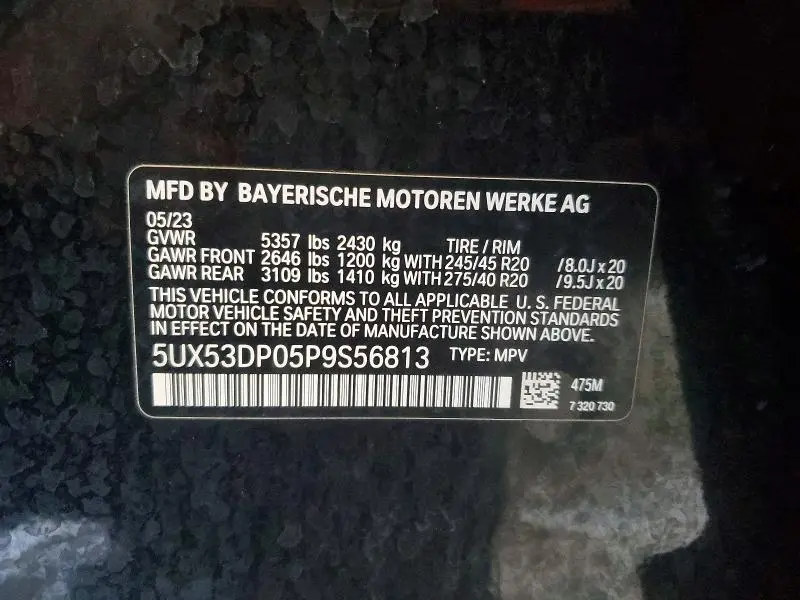 MFD BY BAYERISCHE MOTOREN WERKE AG
05/23
GVWR 5357 lbs 2430 kg TIRE / RIM
GAWR FRONT 2646 lbs 1200 kg WITH 245/45 R20 /8.0J x 20
GAWR REAR 3109 lbs 1410 kg WITH 275/40 R20 /9.5J x 20
THIS VEHICLE CONFORMS TO ALL APPLICABLE U. S. FEDERAL
MOTOR VEHICLE SAFETY AND THEFT PREVENTION STANDARDS
IN EFFECT ON THE DATE OF MANUFACTURE SHOWN ABOVE.
5UX53DP05P9S56813 TYPE: MPV
475M
7 320 730